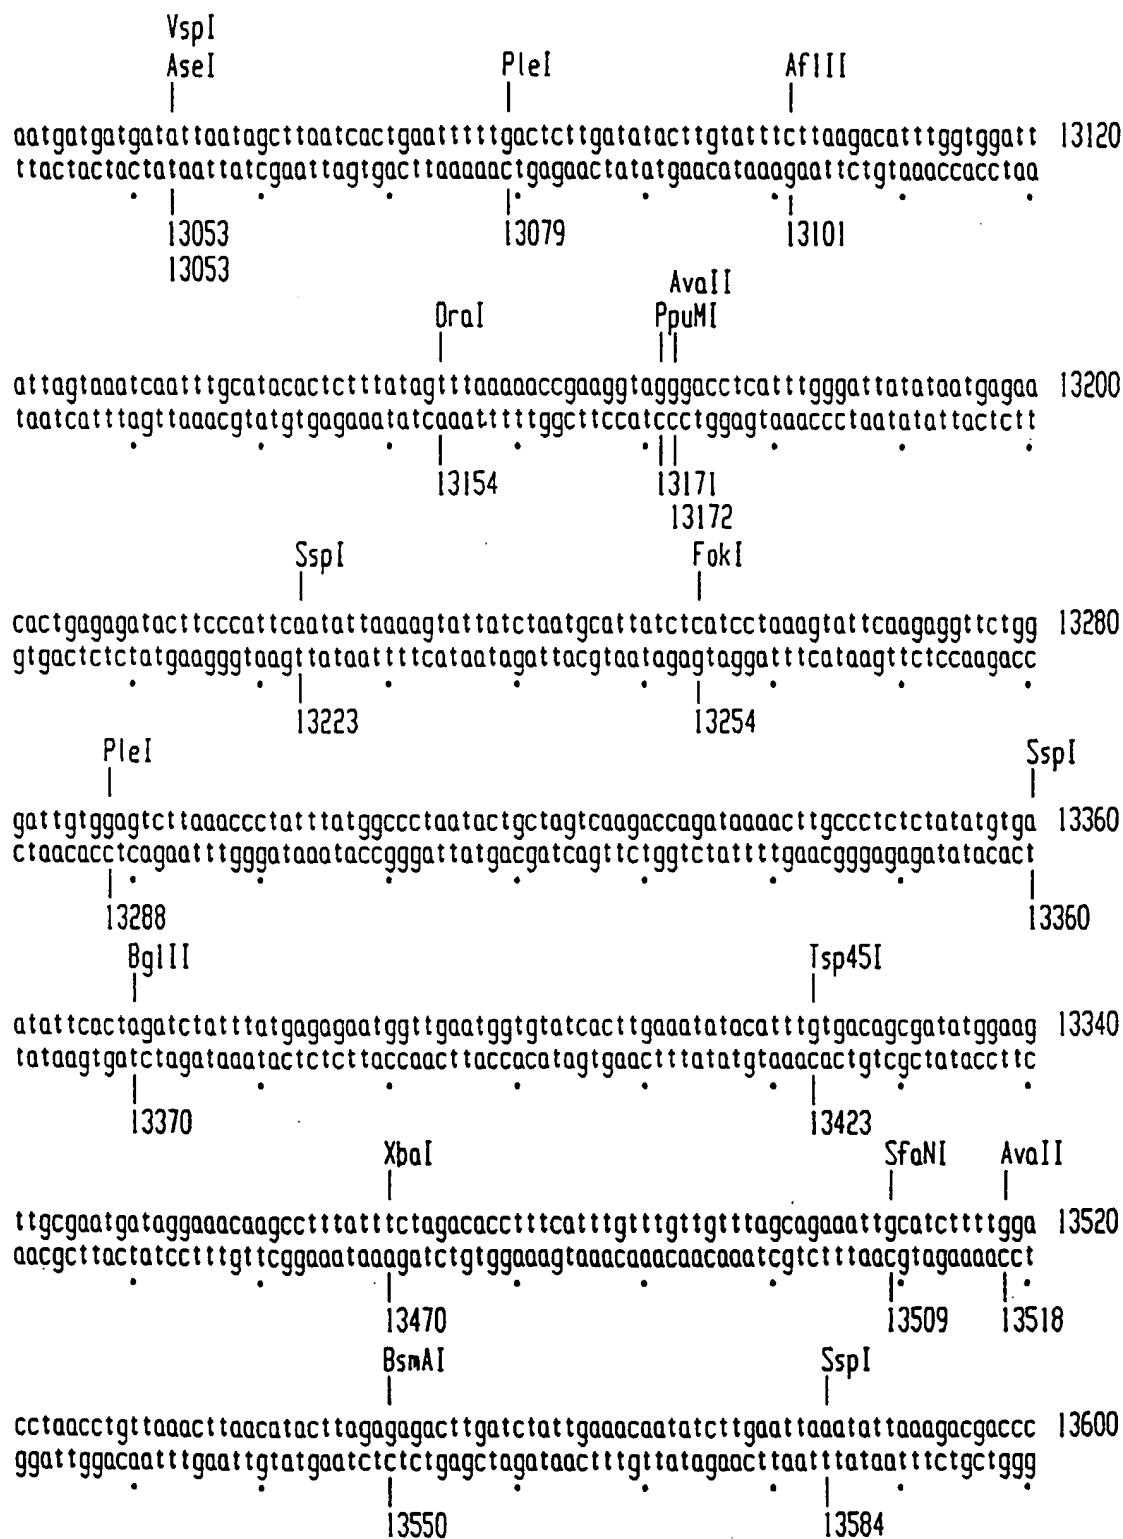 VspI
AseI PleI AflII
aatgatgatgatattaatagcttaatcactgaatttttgactcttgatatacttgtatttcttaagacatttggtggatt 13120
ttactactactataattatcgaattagtgacttaaaaactgagaactatatgaacataaagaattctgtaaaccacctaa
13053 13079 13101
13053
AvaII
DraI PpuMI
attagtaaatcaatttgcatacactctttatagtttaaaaaccgaaggtagggacctcatttgggattatataatgagaa 13200
taatcatttagttaaacgtatgtgagaaatatcaaatttttggcttccatccctggagtaaaccctaatatattactctt
13154 13171
13172
SspI FokI
cactgagagatacttcccattcaatattaaaagtattatctaatgcattatctcatcctaaagtattcaagaggttctgg 13280
gtgactctctatgaagggtaagttataattttcataatagattacgtaatagagtaggatttcataagttctccaagacc
13223 13254
PleI SspI
gattgtggagtcttaaaccctatttatggccctaatactgctagtcaagaccagataaaacttgccctctctatatgtga 13360
ctaacacctcagaatttgggataaataccgggattatgacgatcagttctggtctattttgaacgggagagatatacact
13288 13360
BglII Tsp45I
atattcactagatctatttatgagagaatggttgaatggtgtatcacttgaaatatacatttgtgacagcgatatggaag 13340
tataagtgatctagataaatactctcttaccaacttaccacatagtgaactttatatgtaaacactgtcgctataccttc
13370 13423
XbaI SfaNI AvaII
ttgcgaatgataggaaacaagcctttatttctagacacctttcatttgtttgttgtttagcagaaattgcatcttttgga 13520
aacgcttactatcctttgttcggaaataaagatctgtggaaagtaaacaaacaacaaatcgtctttaacgtagaaaacct
13470 13509 13518
BsmAI SspI
cctaacctgttaaacttaacatacttagagagacttgatctattgaaacaatatcttgaattaaatattaaagacgaccc 13600
ggattggacaatttgaattgtatgaatctctctgagctagataactttgttatagaacttaatttataatttctgctggg
13550 13584